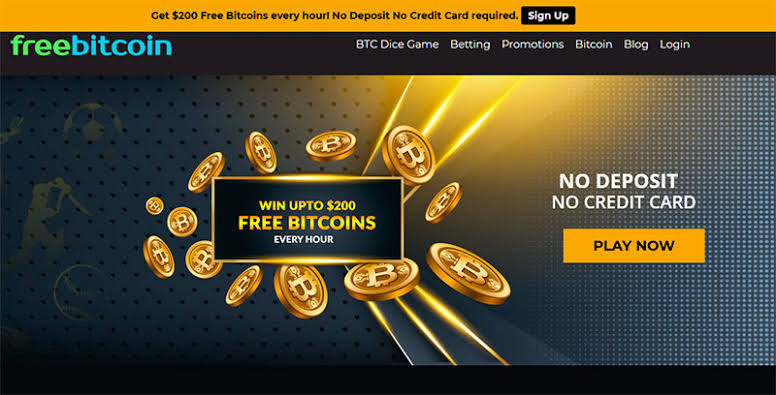 Get $200 Free Bitcoins every hour! No Deposit No Credit Card required. Sign Up
freebitcoin BTC Dice Game Betting Promotions Bitcoin Blog Login
WIN UPTO $200
FREE BITCOINS
EVERY HOUR
NO DEPOSIT
NO CREDIT CARD
PLAY NOW